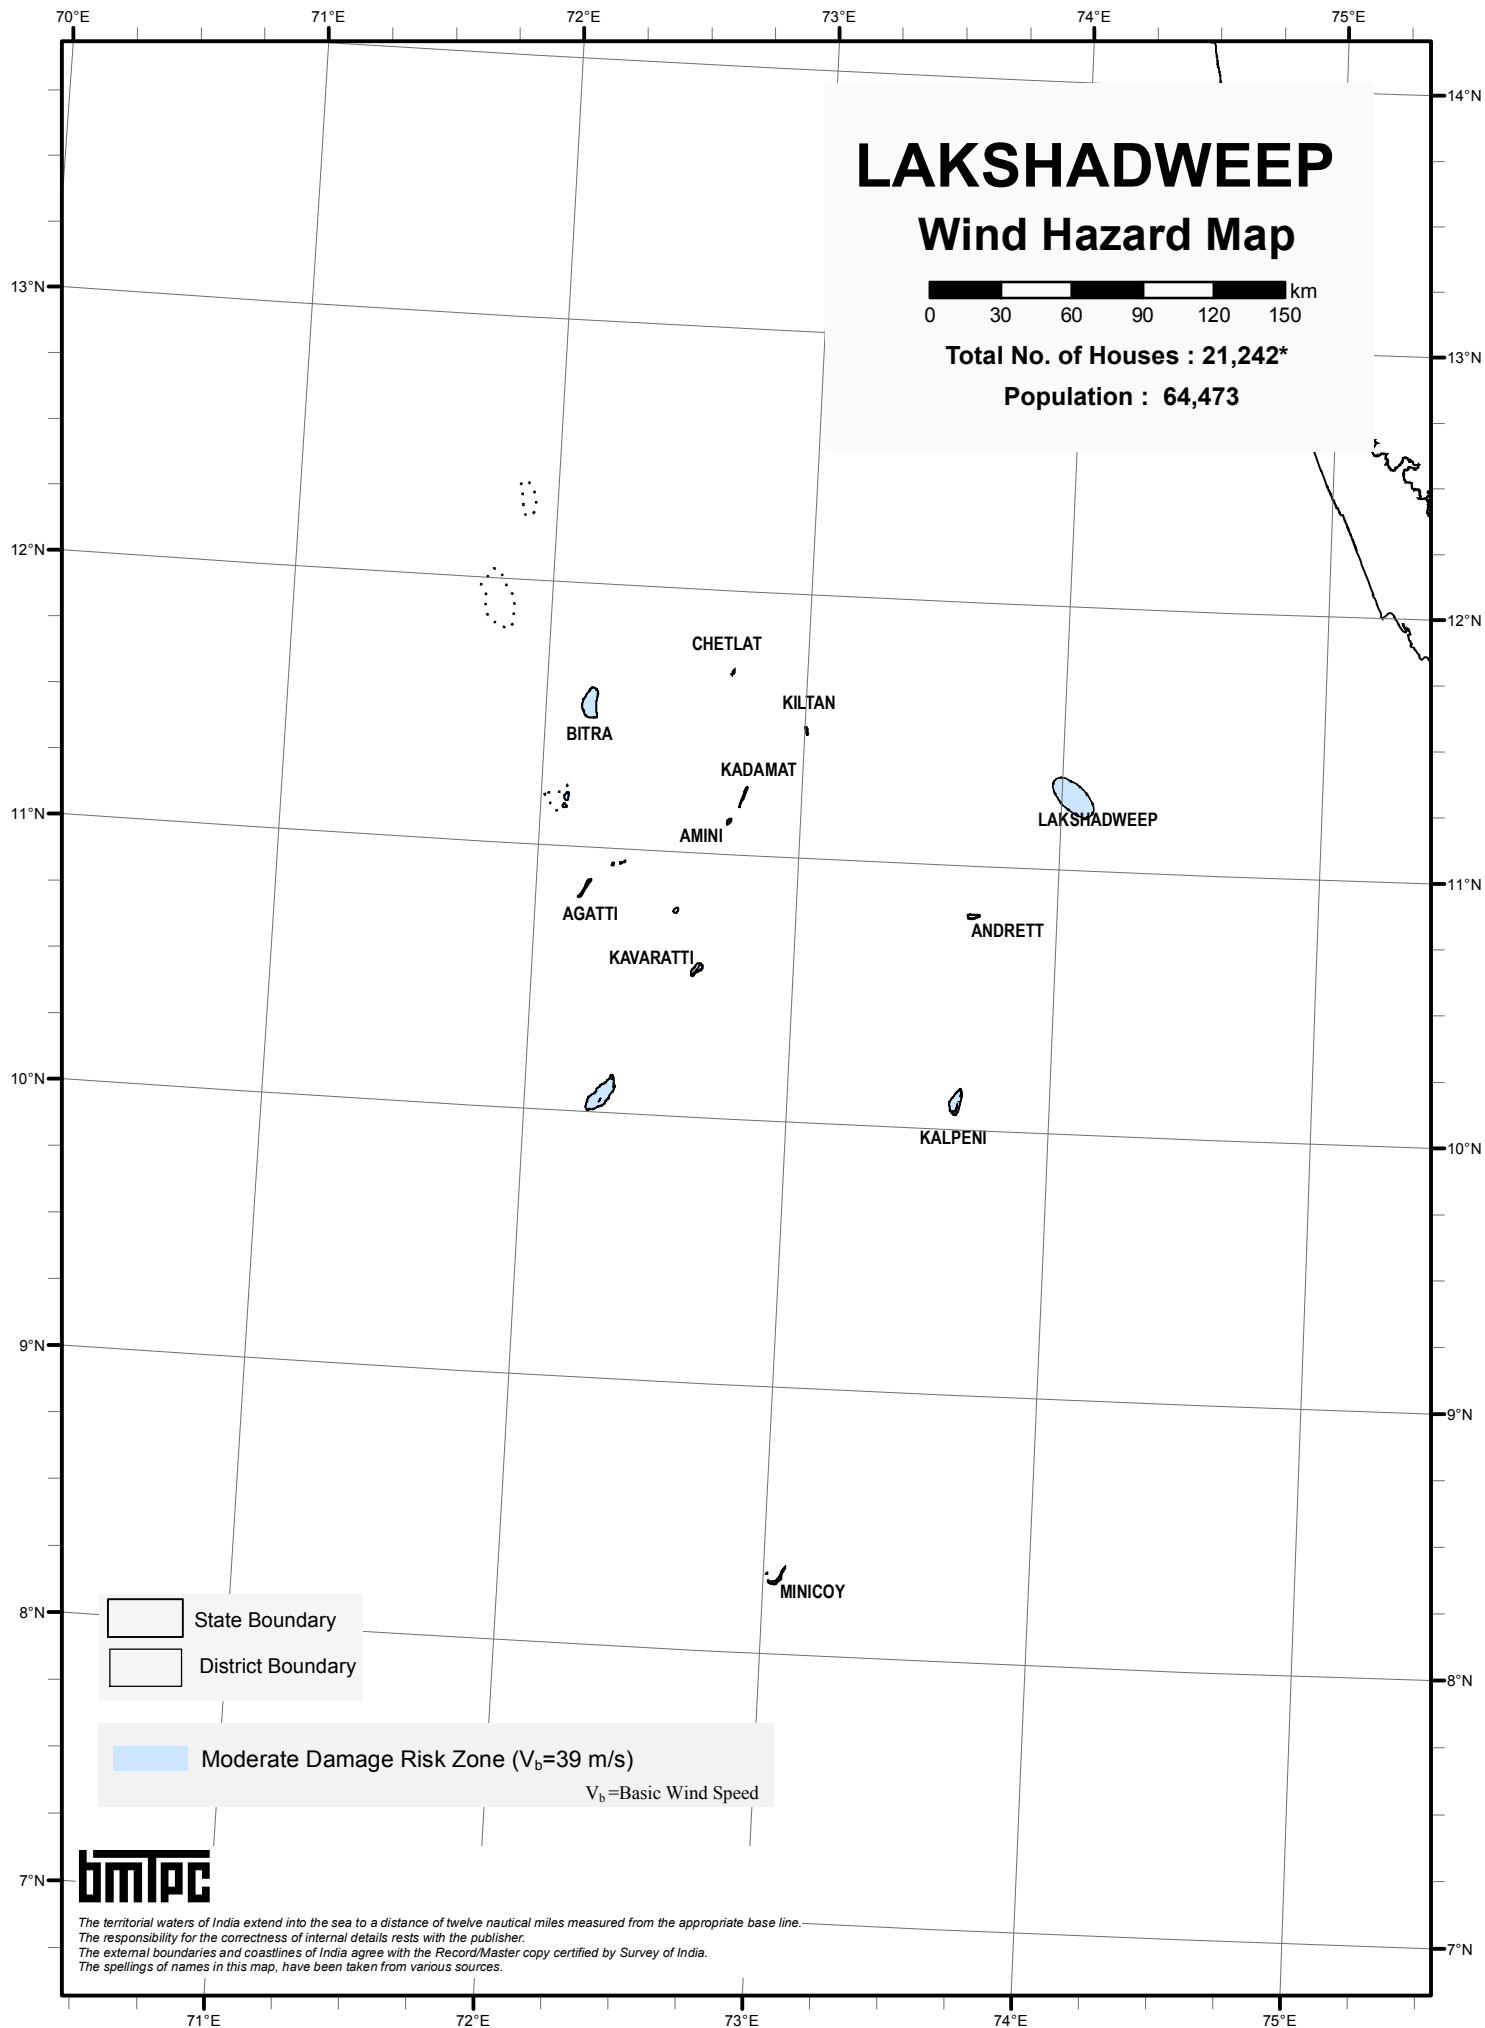 70°E 71°E 72°E 73°E 74°E 75°E
14°N
LAKSHADWEEP
Wind Hazard Map
km
0 30 60 90 120 150
Total No. of Houses : 21,242*
Population : 64,473
13°N
13°N
12°N
12°N
CHETLAT
KILTAN
BITRA
KADAMAT
11°N
LAKSHADWEEP
AMINI
11°N
AGATTI
ANDRETT
KAVARATTI
10°N
KALPENI
10°N
9°N
9°N
MINICOY
8°N
State Boundary
District Boundary
8°N
Moderate Damage Risk Zone (Vb=39 m/s)
Vb =Basic Wind Speed
7°N
bmTpc
The territorial waters of India extend into the sea to a distance of twelve nautical miles measured from the appropriate base line.
The responsibility for the correctness of internal details rests with the publisher.
The external boundaries and coastlines of India agree with the Record/Master copy certified by Survey of India.
The spellings of names in this map, have been taken from various sources.
7°N
71°E 72°E 73°E 74°E 75°E